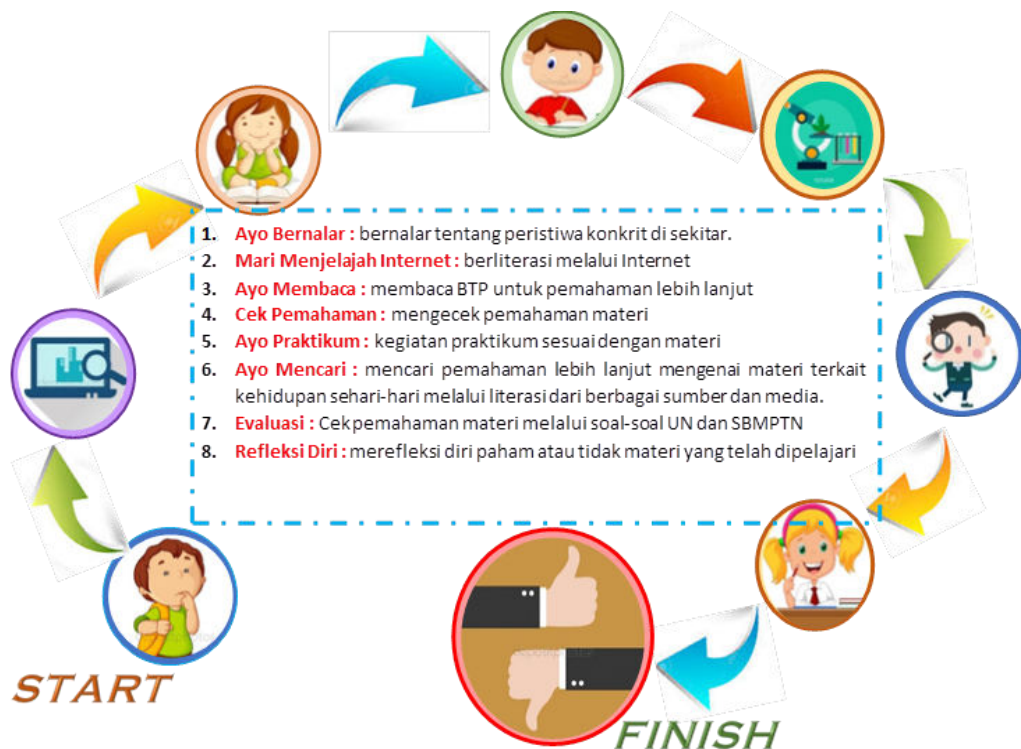 1. Ayo Bernalar : bernalar tentang peristiwa konkrit di sekitar.
2. Mari Menjelajah Internet : berliterasi melalui Internet
3. Ayo Membaca : membaca BTP untuk pemahaman lebih lanjut
4. Cek Pemahaman : mengecek pemahaman materi
5. Ayo Praktikum : kegiatan praktikum sesuai dengan materi
6. Ayo Mencari : mencari pemahaman lebih lanjut mengenai materi terkait
kehidupan sehari-hari melalui literasi dari berbagai sumber dan media.
7. Evaluasi : Cek pemahaman materi melalui soal-soal UN dan SBMPTN
8. Refleksi Diri : merefleksi diri paham atau tidak materi yang telah dipelajari
START
FINISH